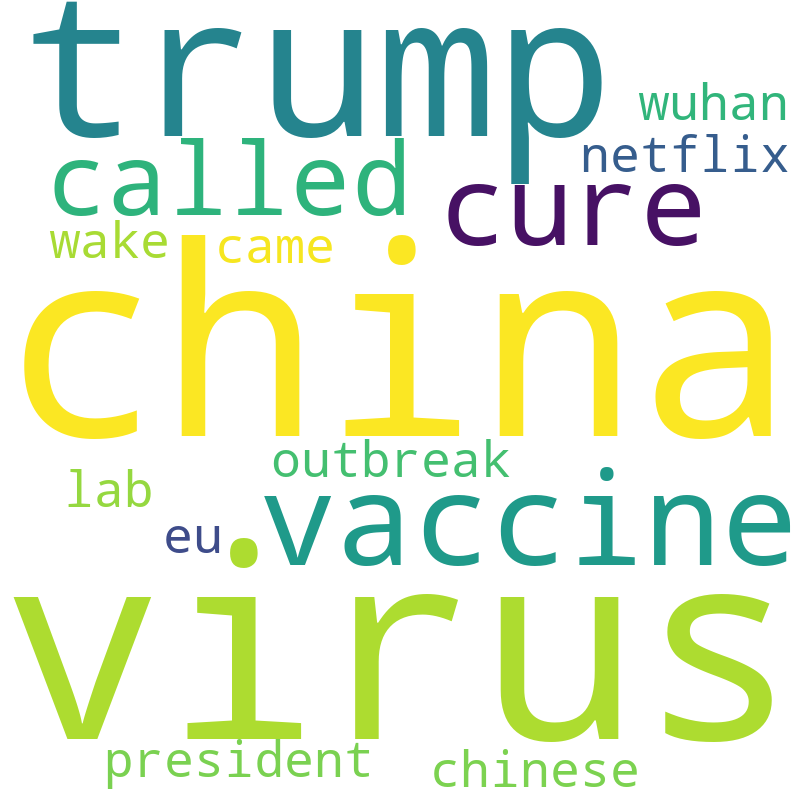 trump
wuhan
netflix
called
cure
wake
came
china
outbreak
lab
vaccine
eu
virus
president
chinese